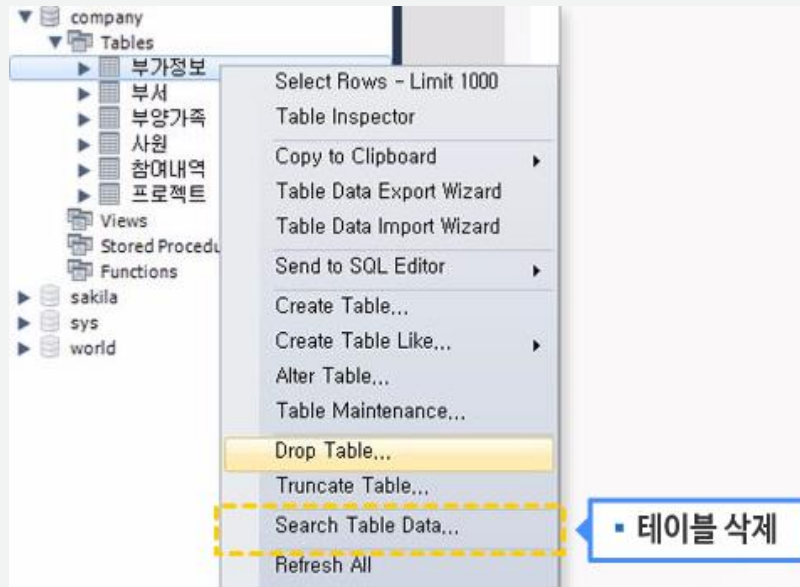 company
Tables
부가정보
부서
부양가족
사원
참여내역
프로젝트
Views
Stored Procedu
Functions
sakila
sys
world
Select Rows - Limit 1000
Table Inspector
Copy to Clipboard
Table Data Export Wizard
Table Data Import Wizard
Send to SQL Editor
Create Table...
Create Table Like...
Alter Table...
Table Maintenance...
Drop Table...
Truncate Table...
Search Table Data...
Refresh All
▪ 테이블 삭제